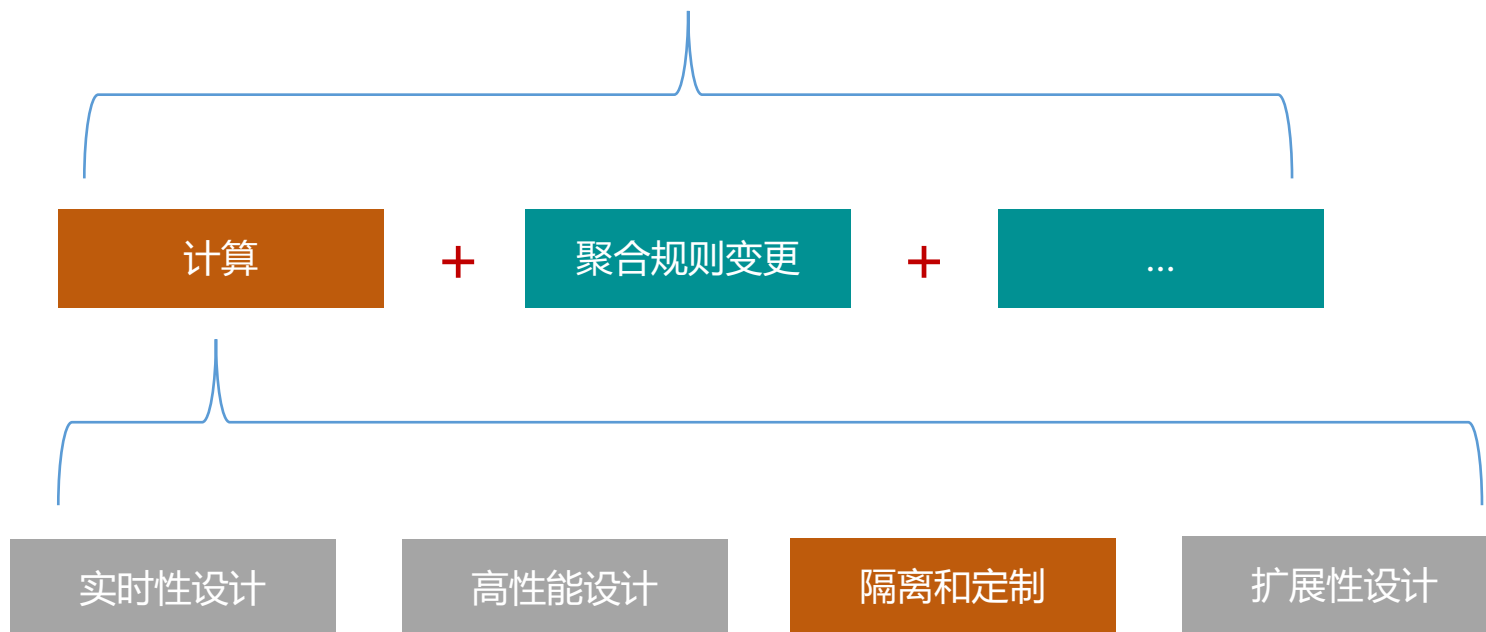 计算
+
聚合规则变更
+
...
实时性设计
高性能设计
隔离和定制
扩展性设计